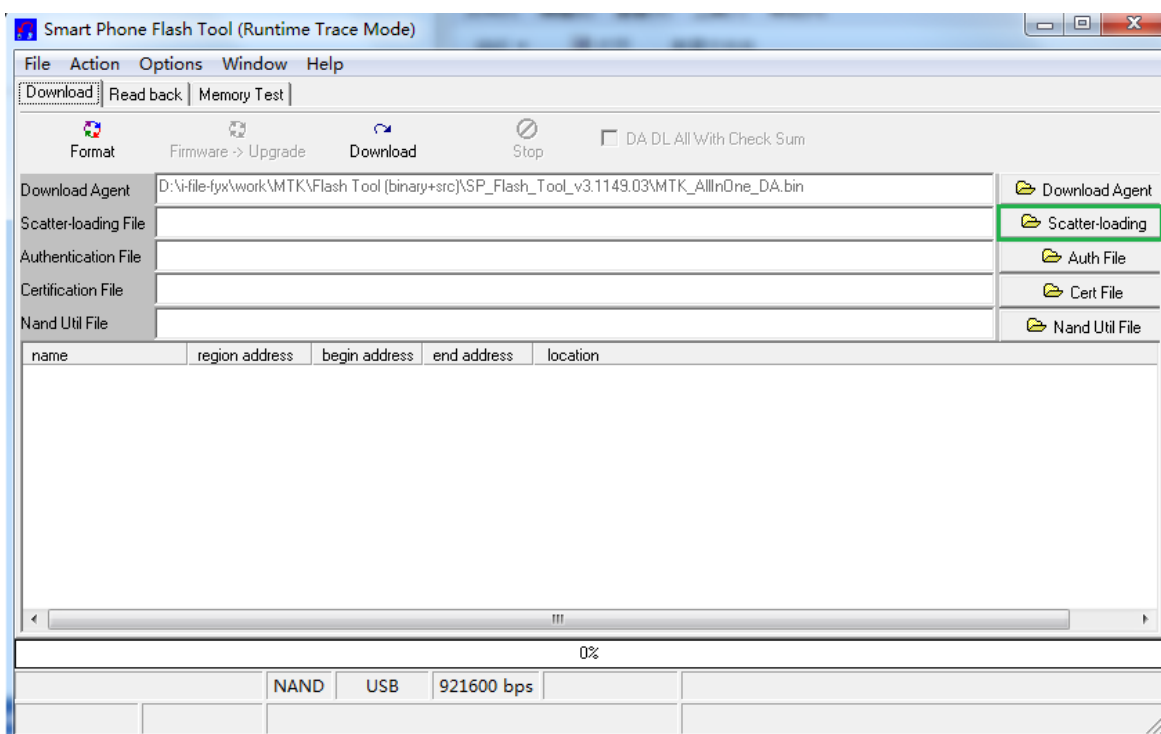 Smart Phone Flash Tool (Runtime Trace Mode)
File Action Options Window Help
Download Read back Memory Test
Format Firmware -> Upgrade Download Stop DA DL All With Check Sum
Download Agent D:\i-file-fyx\work\MTK\Flash Tool (binary+src)\SP_Flash_Tool_v3.1149.03\MTK_AllInOne_DA.bin Download Agent
Scatter-loading File Scatter-loading
Authentication File Auth File
Certification File Cert File
Nand Util File Nand Util File
name region address begin address end address location
0%
NAND USB 921600 bps